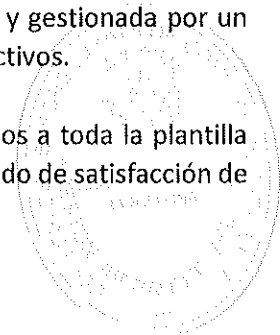 y gestionada por un
ctivos.
os a toda la plantilla
do de satisfacción de